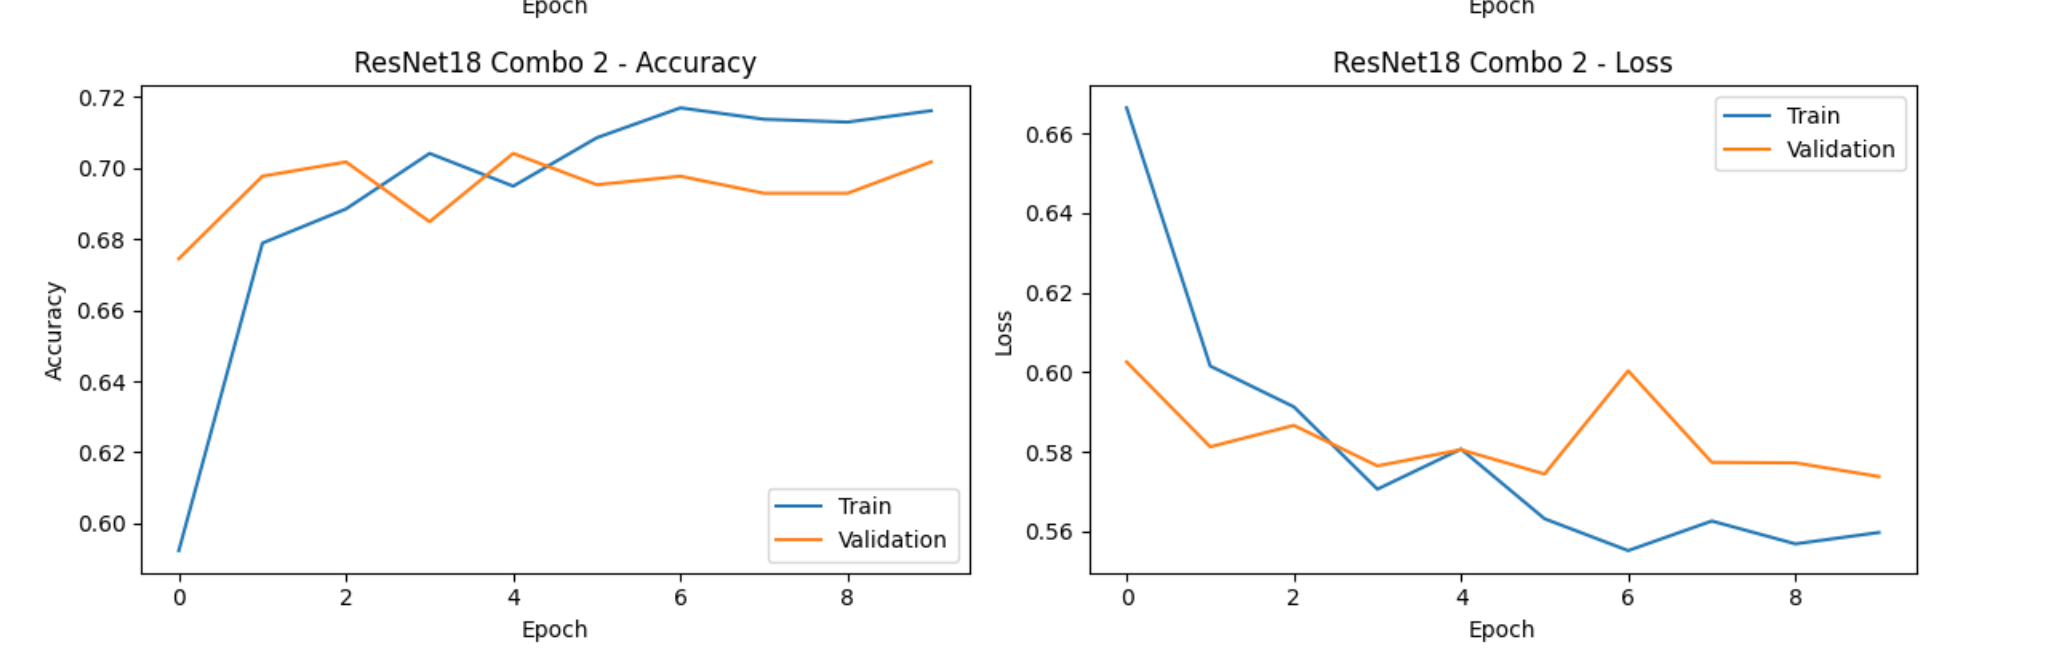 Epoch
Epoch
ResNet18 Combo 2 - Accuracy
0.72
0.70
0.68
0.66
0.64
0.62
0.60
Accuracy
Train
Validation
0 2 4 6 8
Epoch
ResNet18 Combo 2 - Loss
0.66
0.64
0.62
0.60
0.58
0.56
Loss
Train
Validation
0 2 4 6 8
Epoch